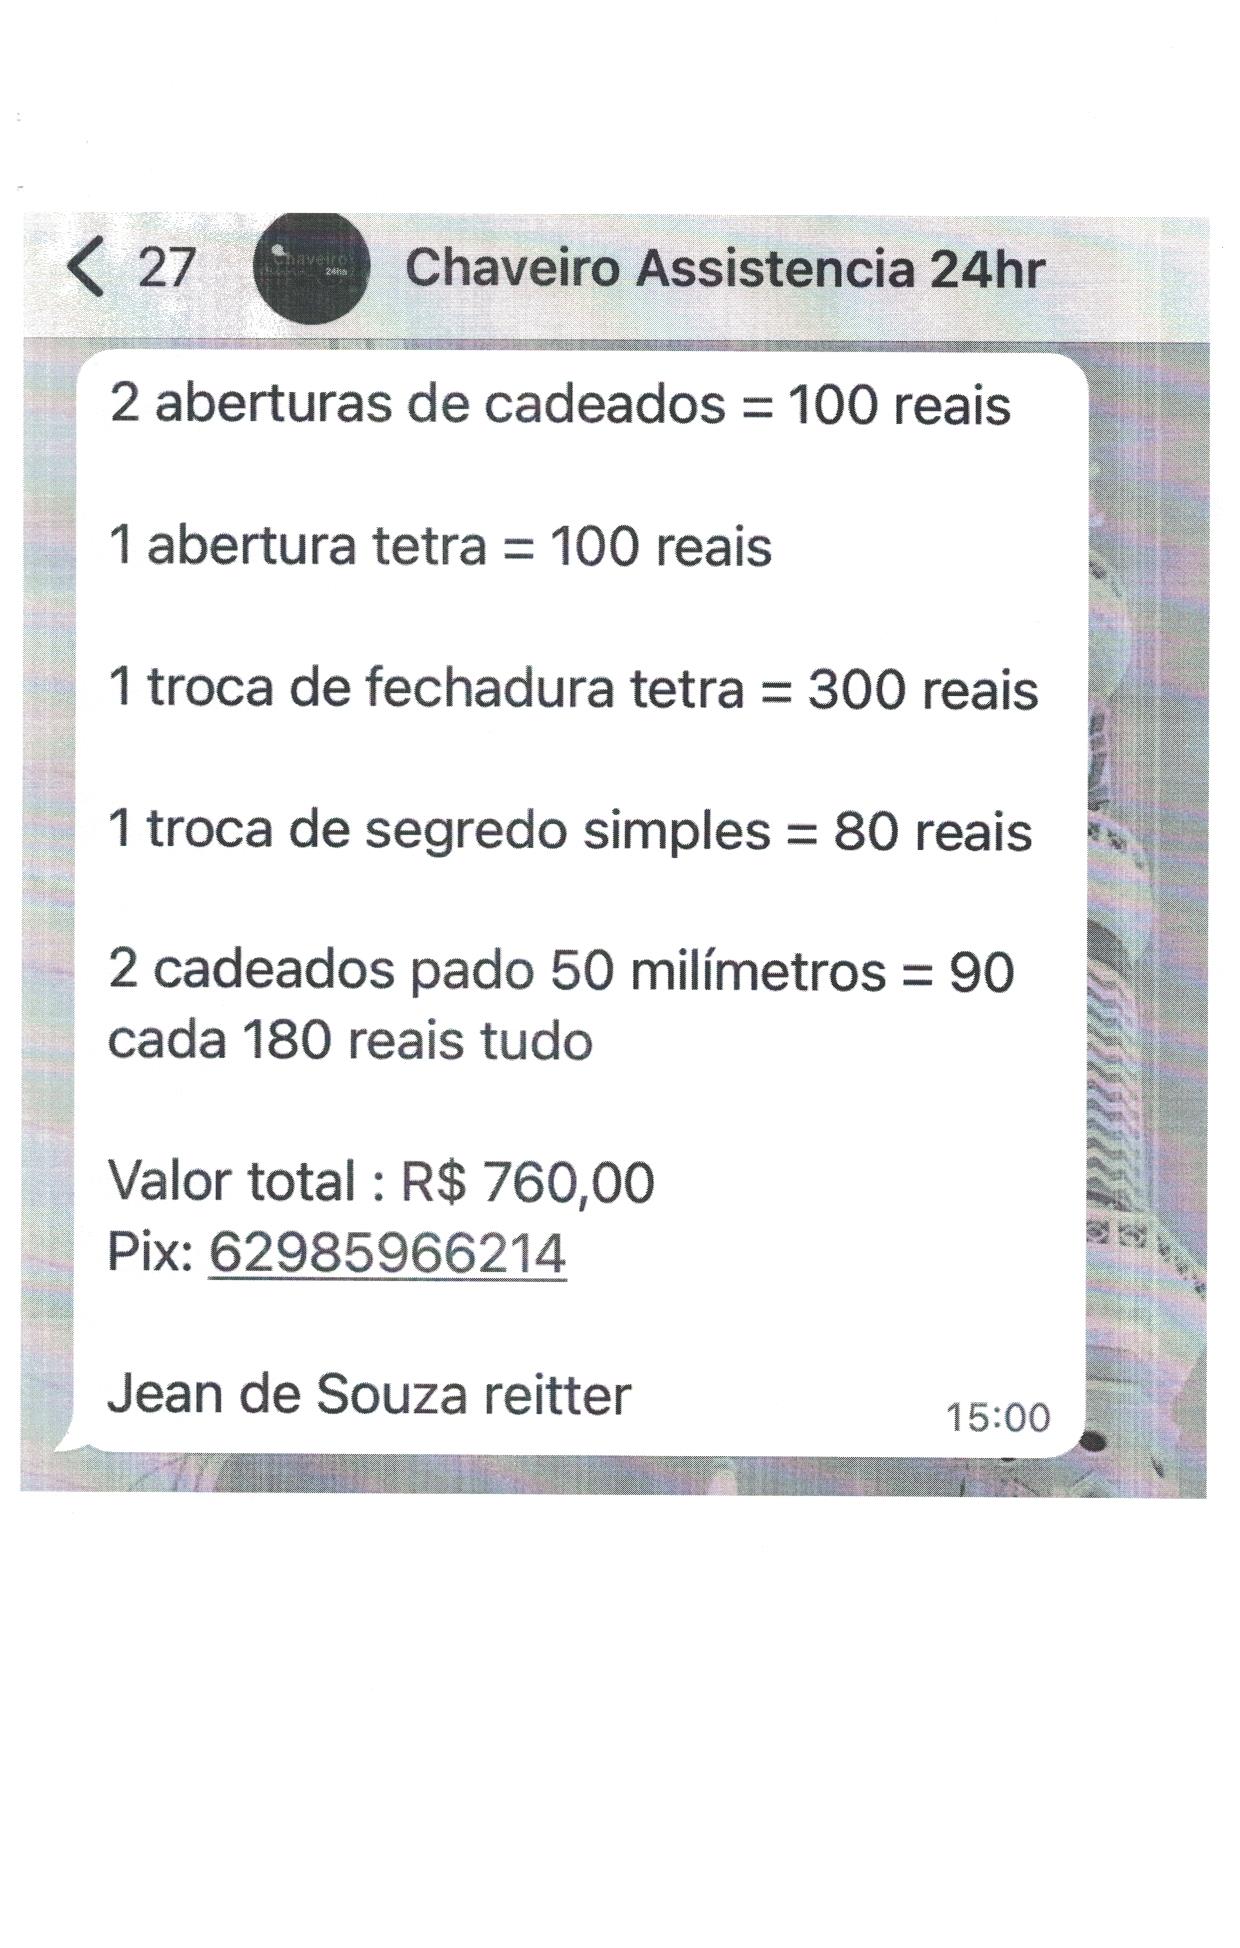 27
Chaveiro
24hs
Chaveiro Assistencia 24hr
2 aberturas de cadeados = 100 reais
1 abertura tetra = 100 reais
1 troca de fechadura tetra = 300 reais
1 troca de segredo simples = 80 reais
2 cadeados pado 50 milímetros = 90
cada 180 reais tudo
Valor total : R$ 760,00
Pix: 62985966214
Jean de Souza reitter
15:00